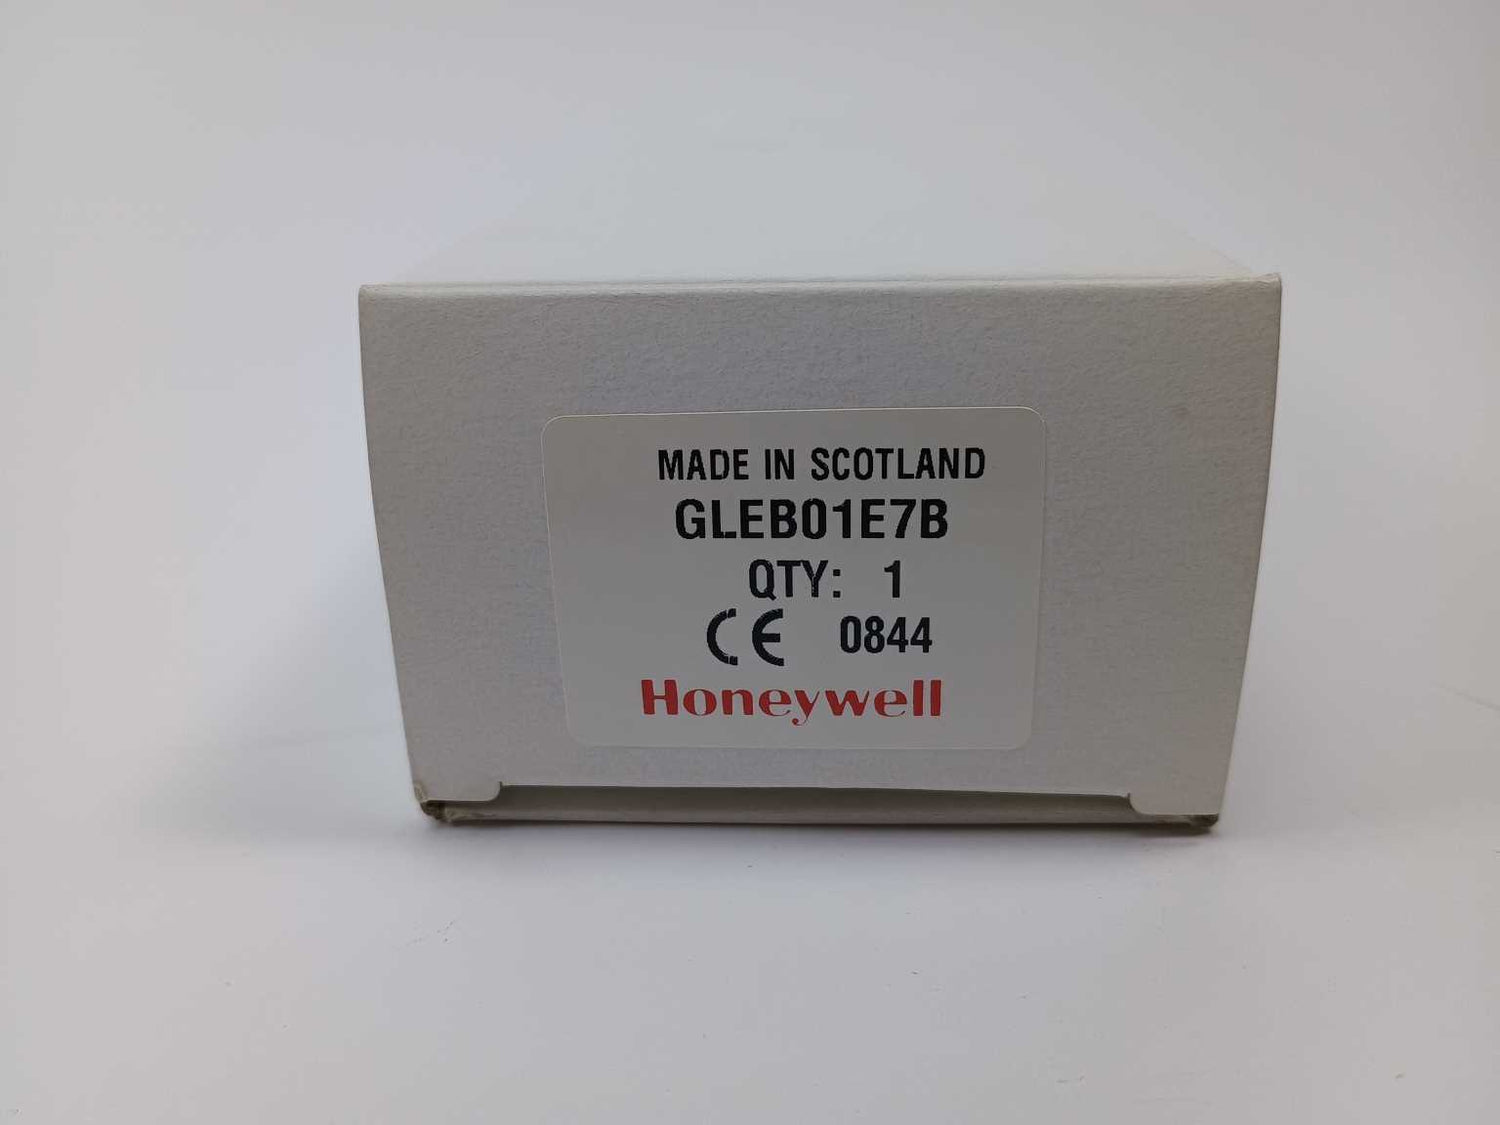 MADE IN SCOTLAND
GLEB01E7B
QTY: 1
CE 0844
Honeywell